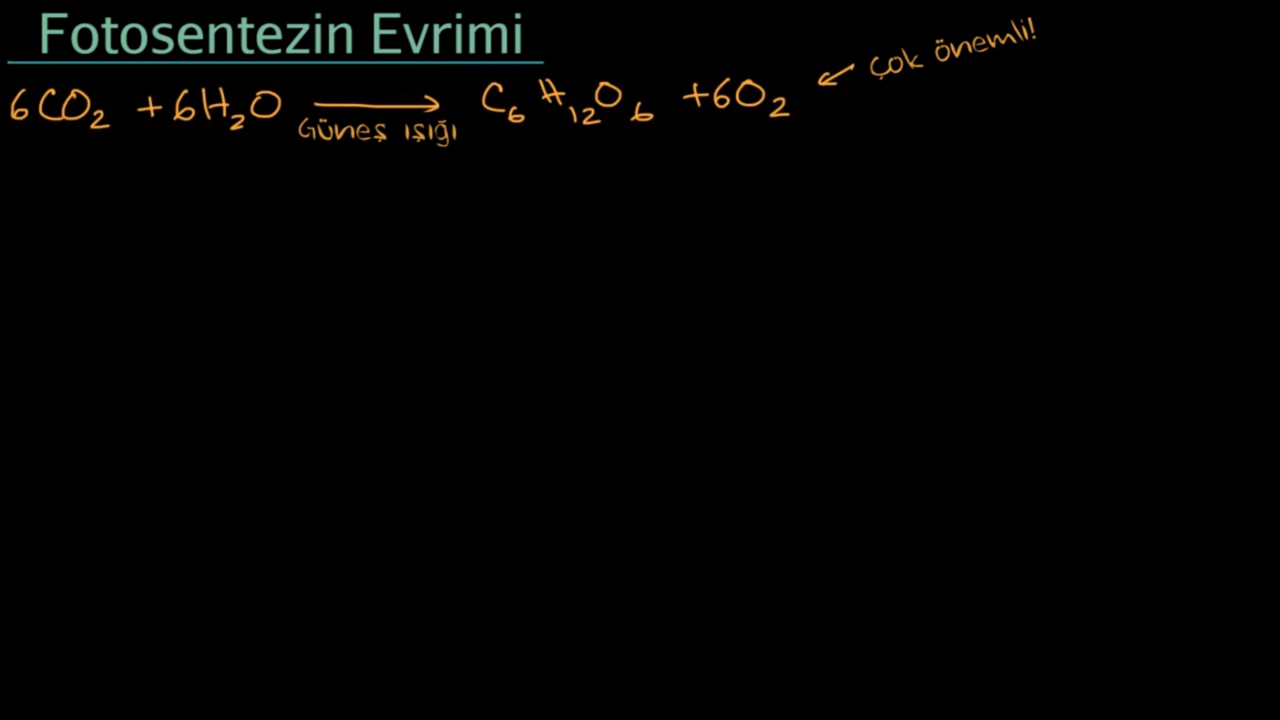 Fotosentezin Evrimi
çok önemli!
6CO₂ + 6H₂O → C₆H₁₂O₆ + 6O₂
Güneş ışığı